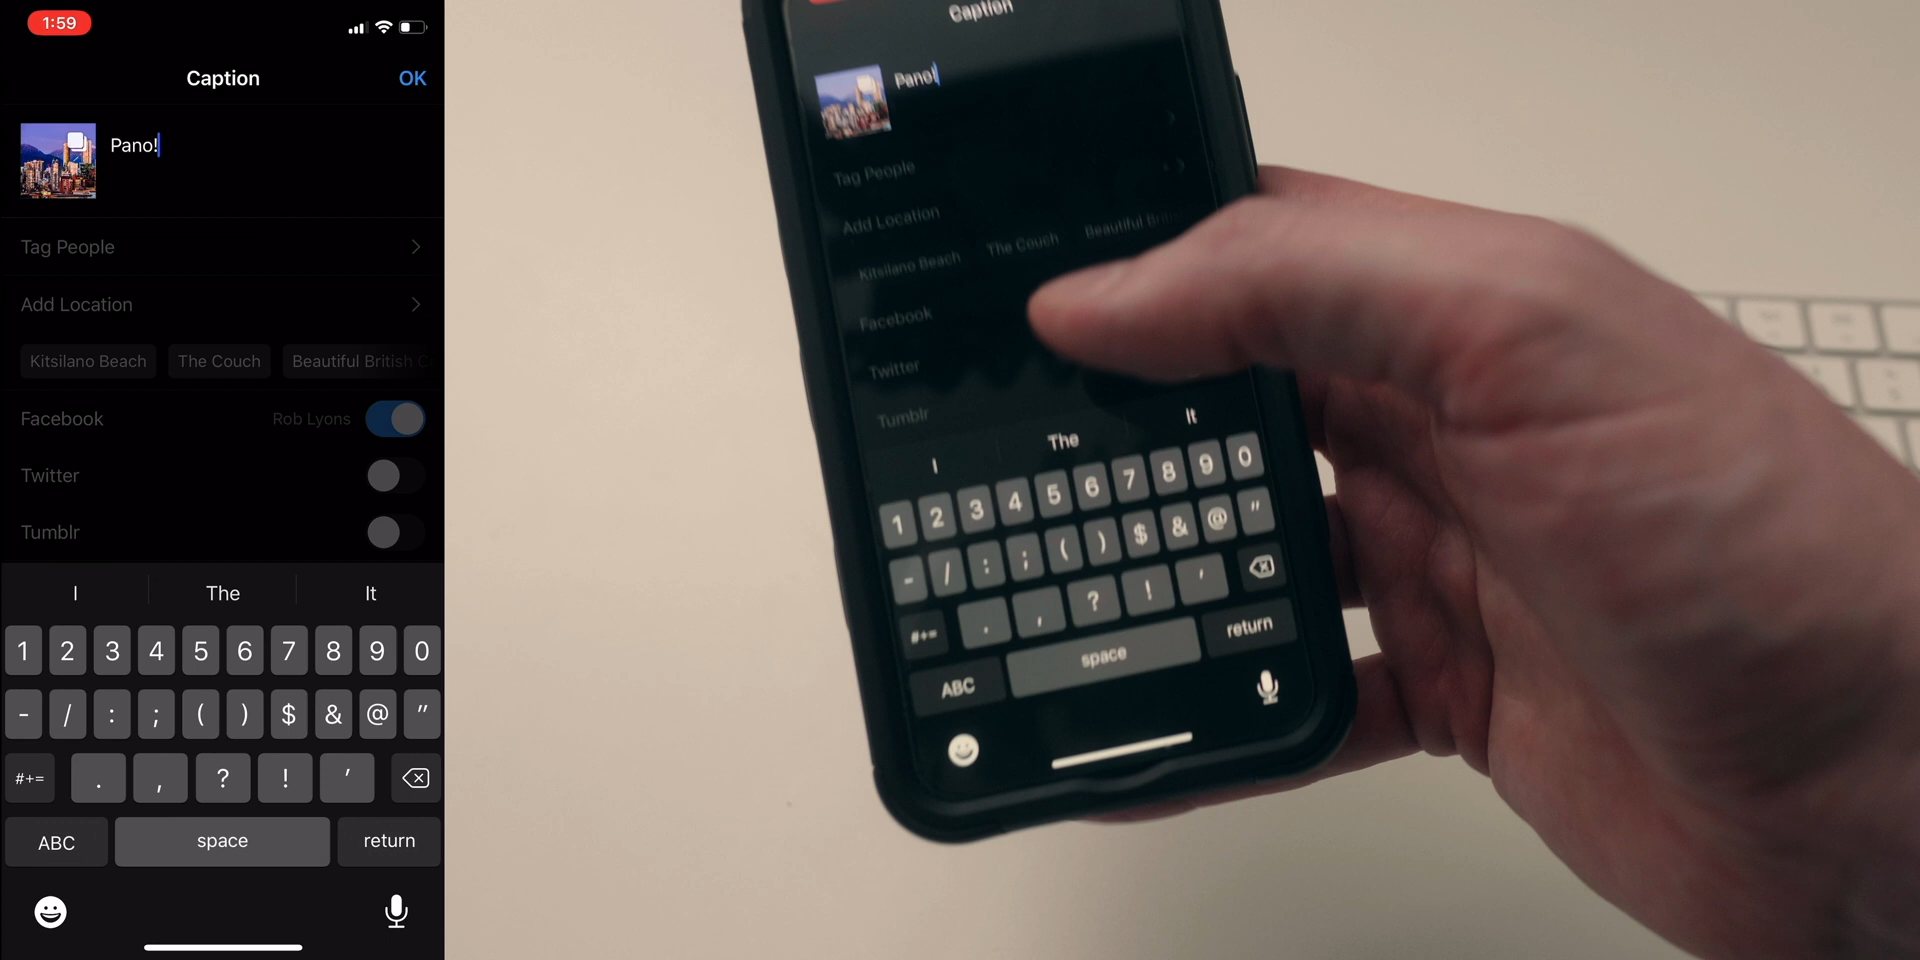 1:59
Caption
OK
Pano!
Tag People
Add Location
Kitsilano Beach
The Couch
Beautiful British C
Facebook
Rob Lyons
Twitter
Tumblr
I The It
1 2 3 4 5 6 7 8 9 0
- / : ; ( ) $ & @ "
#+= . , ? ! '
ABC space return
Caption
Pano!
Tag People
Add Location
Kitsilano Beach
The Couch
Beautiful Briti
Facebook
Twitter
Tumblr
I The It
1 2 3 4 5 6 7 8 9 0
- / : ; ( ) $ & @ "
#+= . , ? ! '
ABC space return